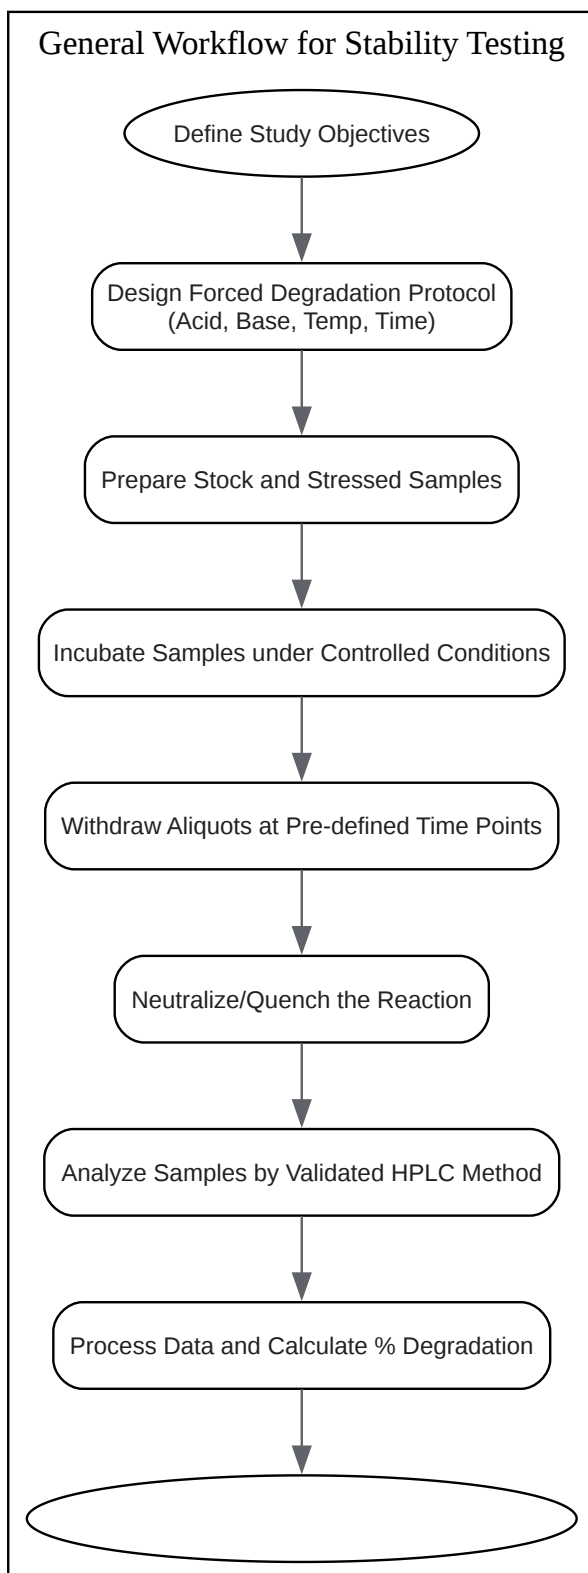 General Workflow for Stability Testing
Define Study Objectives
Design Forced Degradation Protocol
(Acid, Base, Temp, Time)
Prepare Stock and Stressed Samples
Incubate Samples under Controlled Conditions
Withdraw Aliquots at Pre-defined Time Points
Neutralize/Quench the Reaction
Analyze Samples by Validated HPLC Method
Process Data and Calculate % Degradation